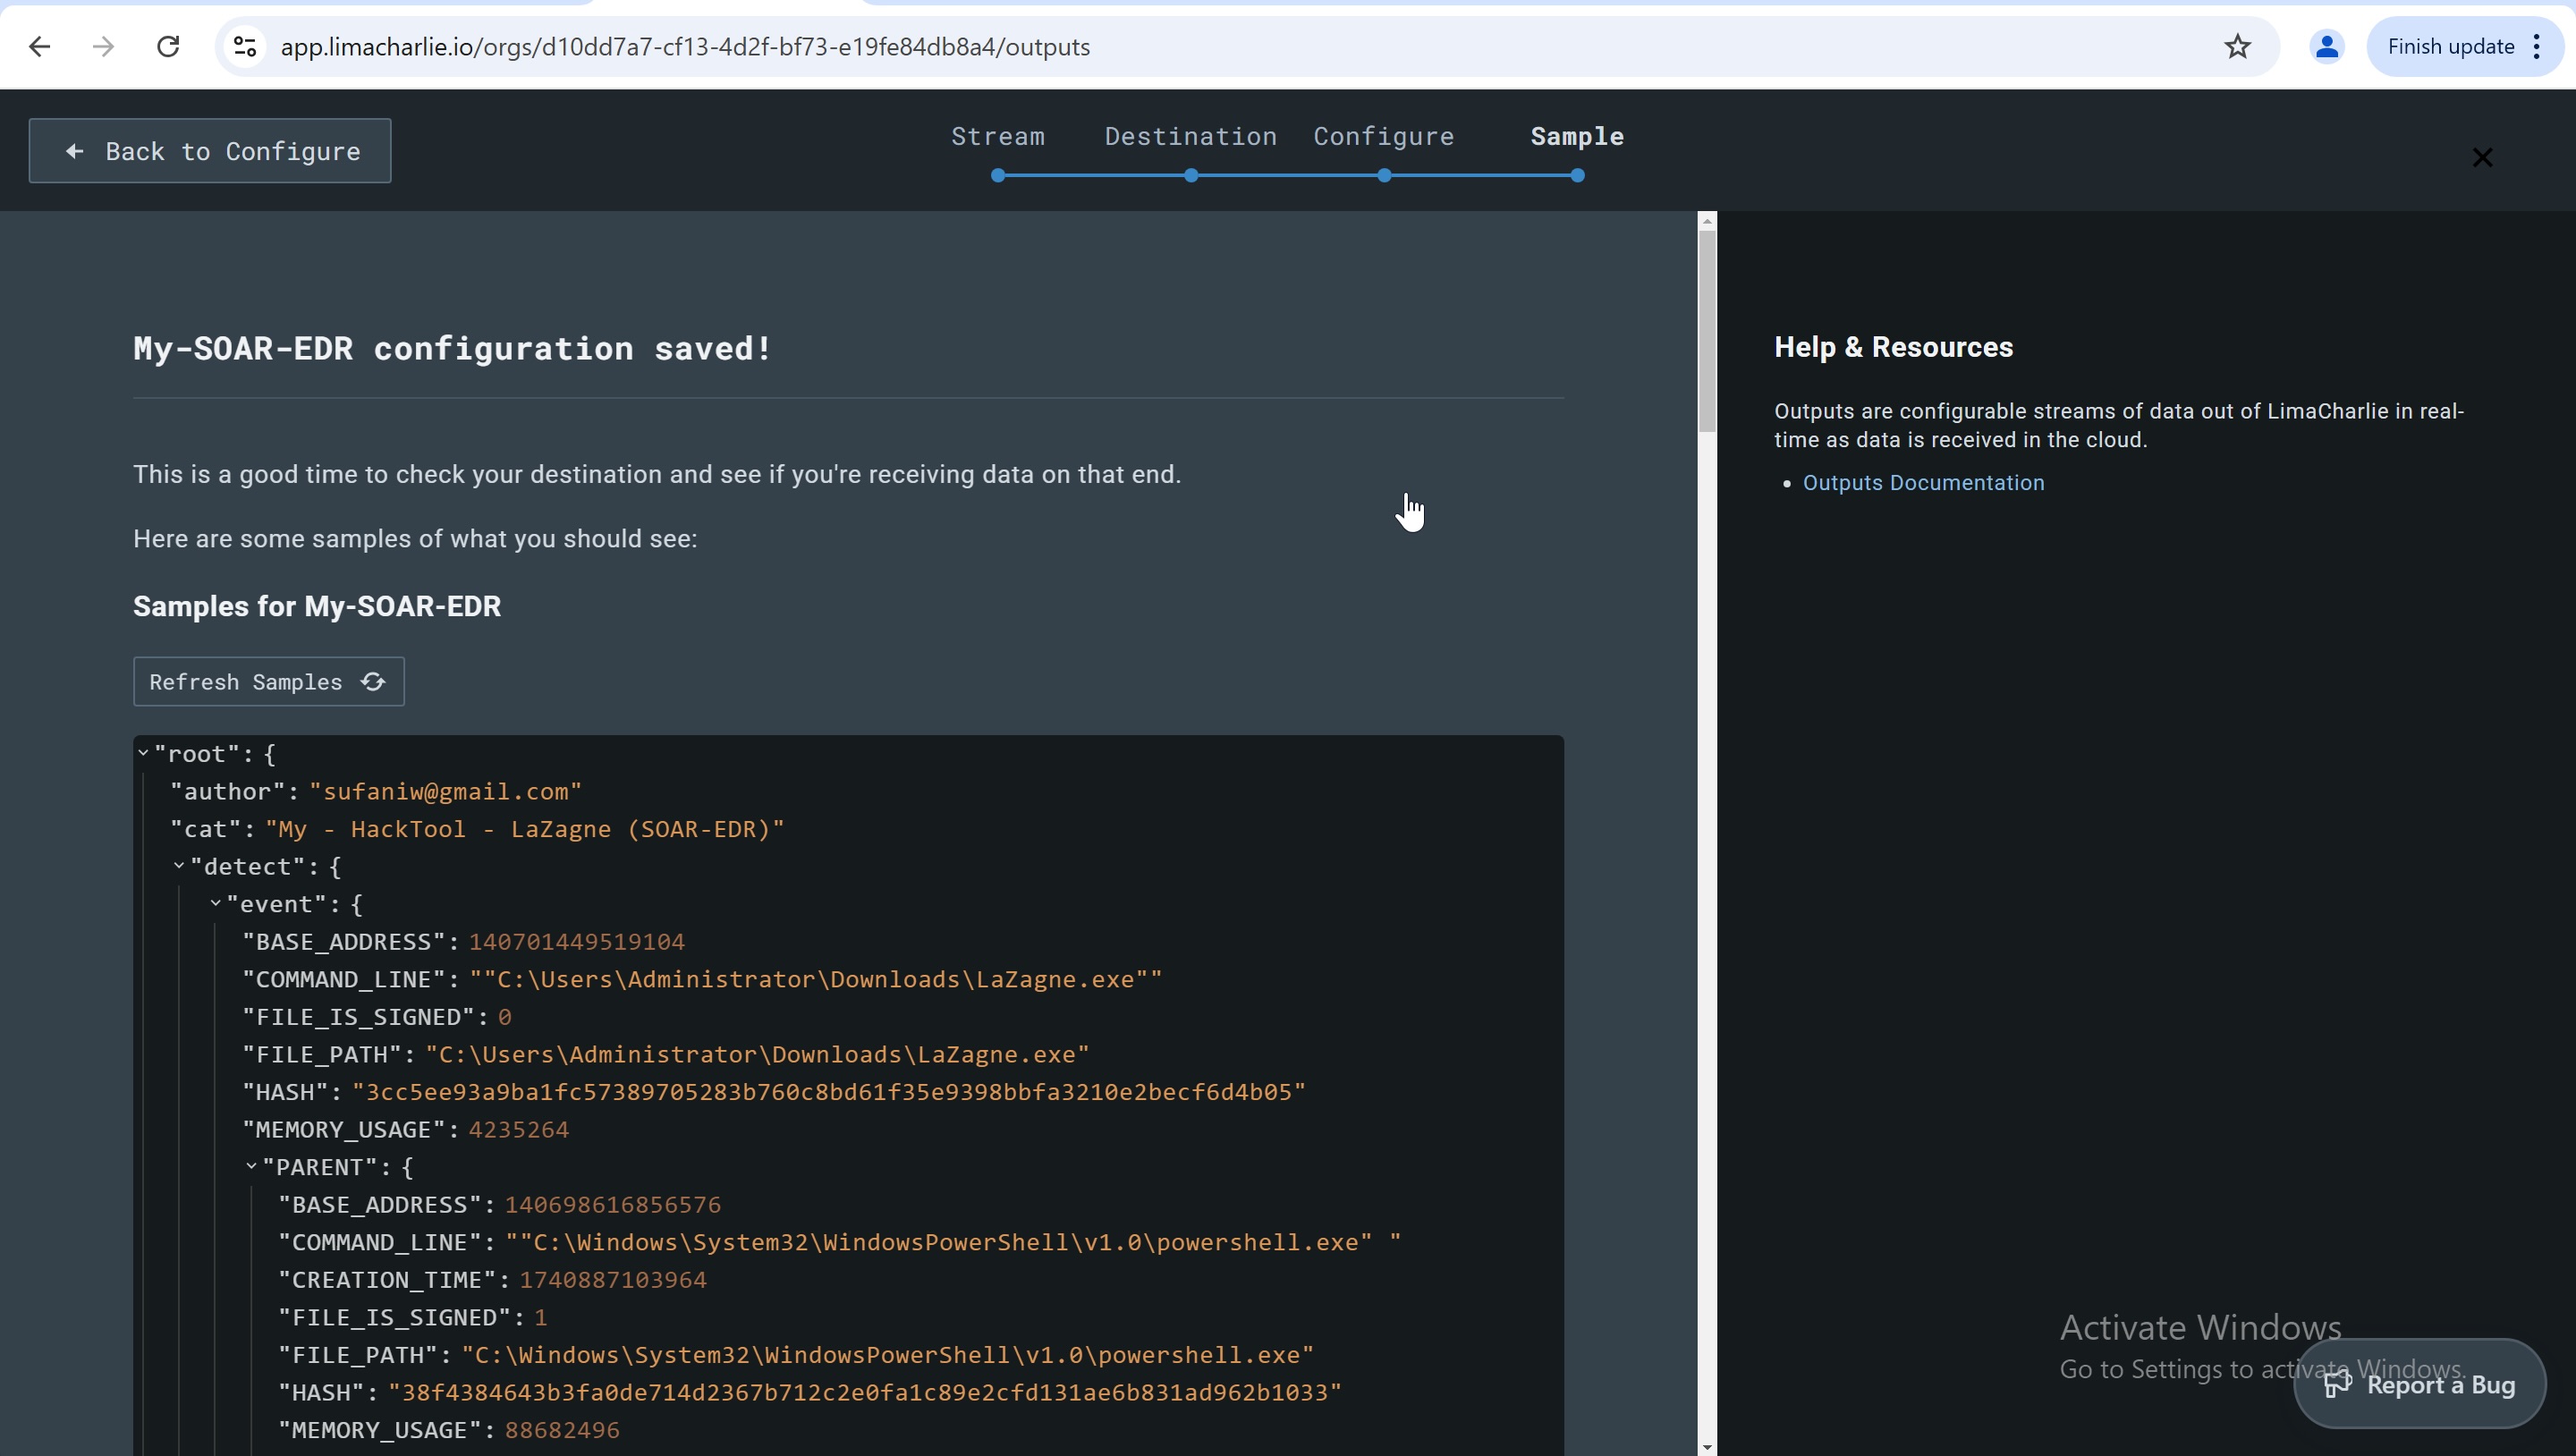 app.limacharlie.io/orgs/d10dd7a7-cf13-4d2f-bf73-e19fe84db8a4/outputs
Finish update
Back to Configure
Stream
Destination
Configure
Sample
My-SOAR-EDR configuration saved!
This is a good time to check your destination and see if you're receiving data on that end.
Here are some samples of what you should see:
Samples for My-SOAR-EDR
Refresh Samples
"root": {
"author": "sufaniw@gmail.com"
"cat": "My - HackTool - LaZagne (SOAR-EDR)"
"detect": {
"event": {
"BASE_ADDRESS": 140701449519104
"COMMAND_LINE": ""C:\Users\Administrator\Downloads\LaZagne.exe""
"FILE_IS_SIGNED": 0
"FILE_PATH": "C:\Users\Administrator\Downloads\LaZagne.exe"
"HASH": "3cc5ee93a9ba1fc57389705283b760c8bd61f35e9398bbfa3210e2becf6d4b05"
"MEMORY_USAGE": 4235264
"PARENT": {
"BASE_ADDRESS": 140698616856576
"COMMAND_LINE": ""C:\Windows\System32\WindowsPowerShell\v1.0\powershell.exe" "
"CREATION_TIME": 1740887103964
"FILE_IS_SIGNED": 1
"FILE_PATH": "C:\Windows\System32\WindowsPowerShell\v1.0\powershell.exe"
"HASH": "38f4384643b3fa0de714d2367b712c2e0fa1c89e2cfd131ae6b831ad962b1033"
"MEMORY_USAGE": 88682496
Help & Resources
Outputs are configurable streams of data out of LimaCharlie in real-
time as data is received in the cloud.
Outputs Documentation
Activate Windows
Go to Settings to activate Windows.
Report a Bug